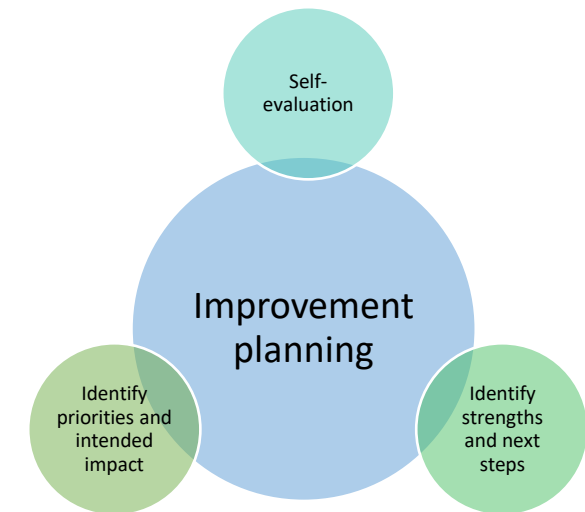 Self-
evaluation
Improvement
planning
Identify
priorities and
intended
impact
Identify
strengths
and next
steps